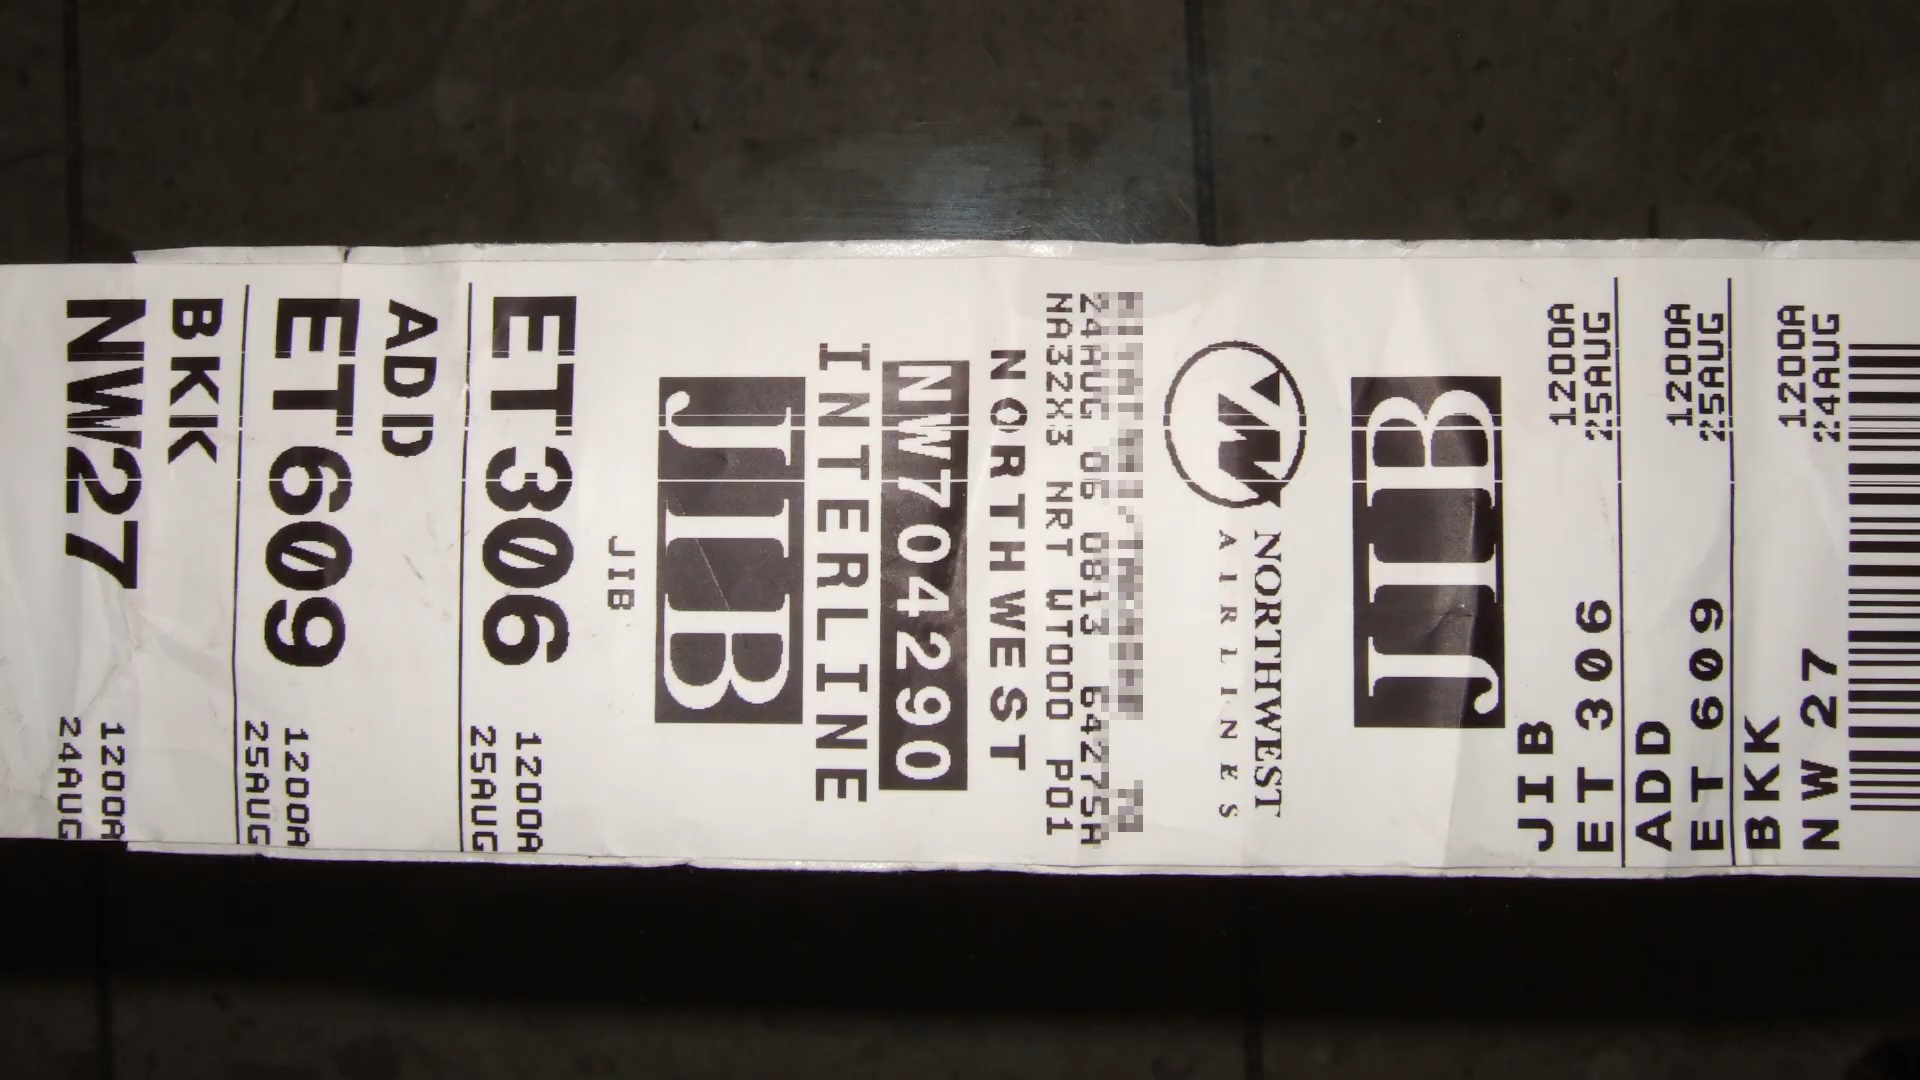 NORTHWEST
AIRLINES
24AUG 06 0813 64275A
NA32X3 NRT WT000 P01
NORTHWEST
NW704290
INTERLINE
JIB
JIB
ET306 1200A
25AUG
ADD
ET609 1200A
25AUG
BKK
NW27 1200A
24AUG
JIB
JIB 1200A
ET 306 25AUG
ADD 1200A
ET 609 25AUG
BKK 1200A
NW 27 24AUG